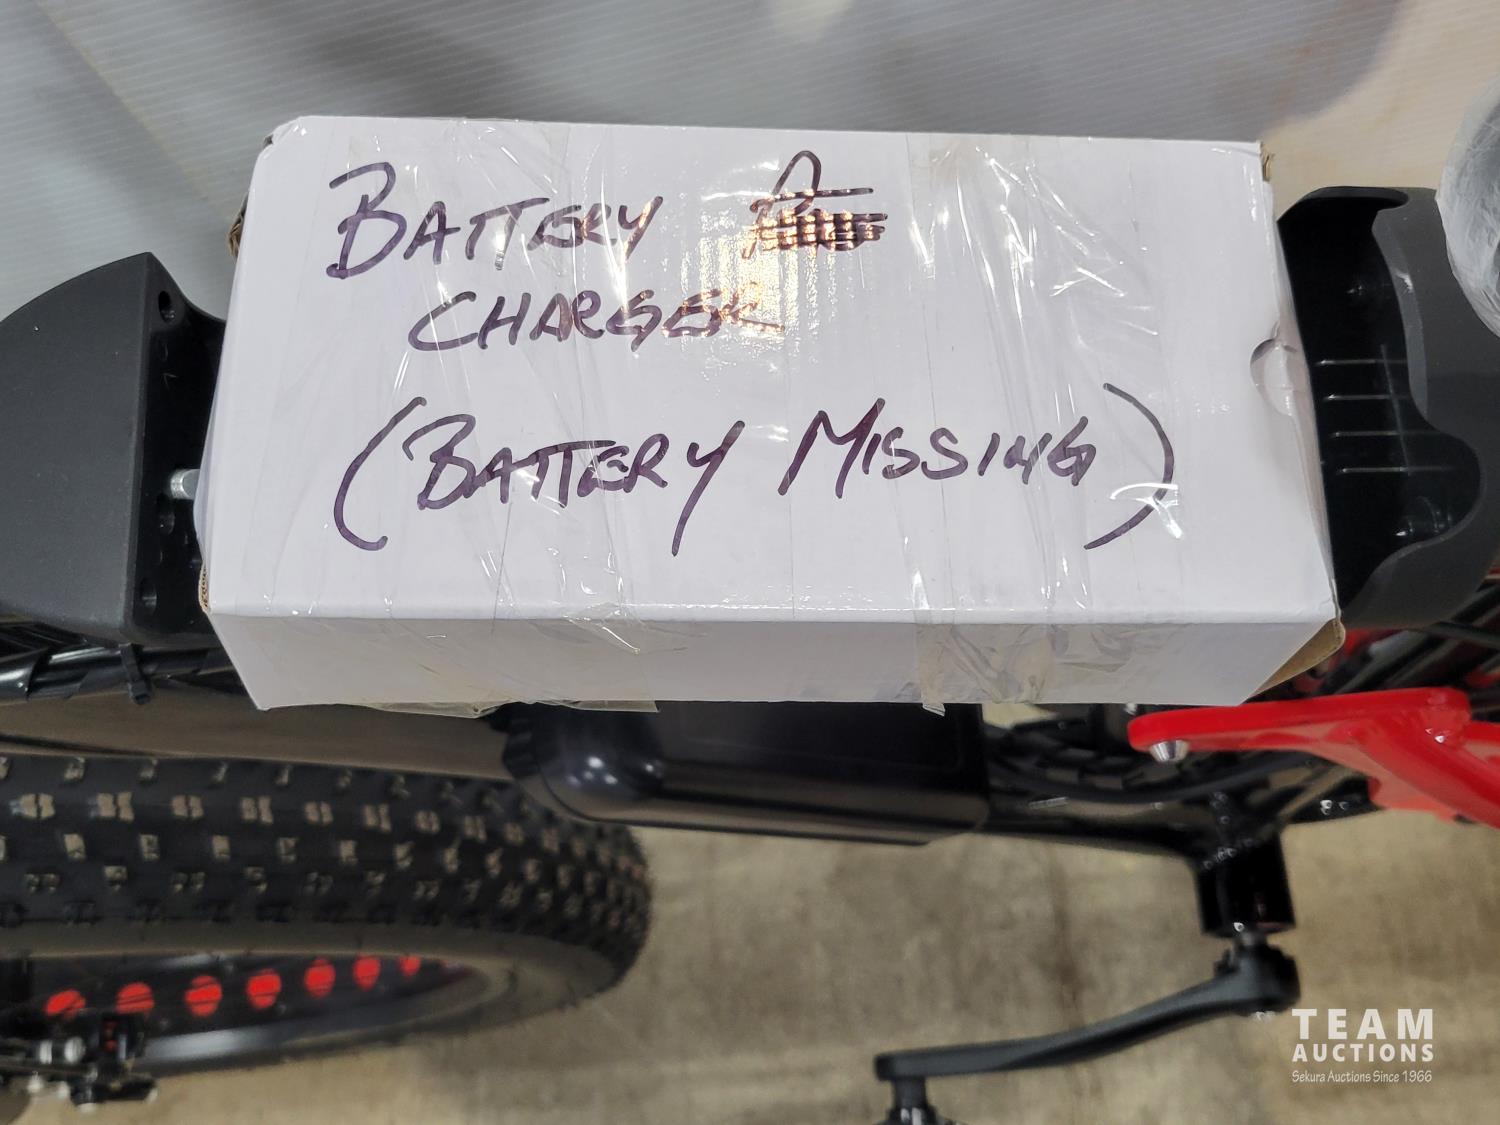 BATTERY
CHARGER
(BATTERY MISSING)
TEAM
AUCTIONS
Sekura Auctions Since 1966